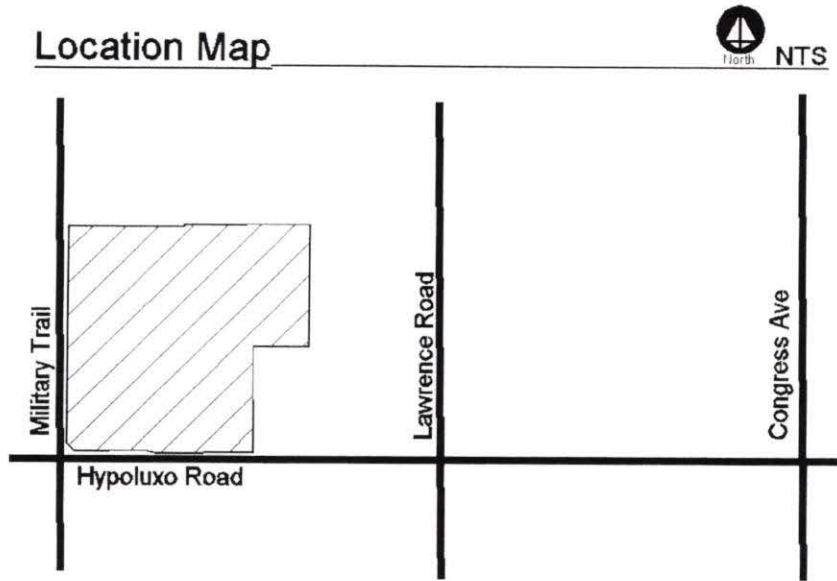 Location Map
North NTS
Military Trail
Lawrence Road
Congress Ave
Hypoluxo Road